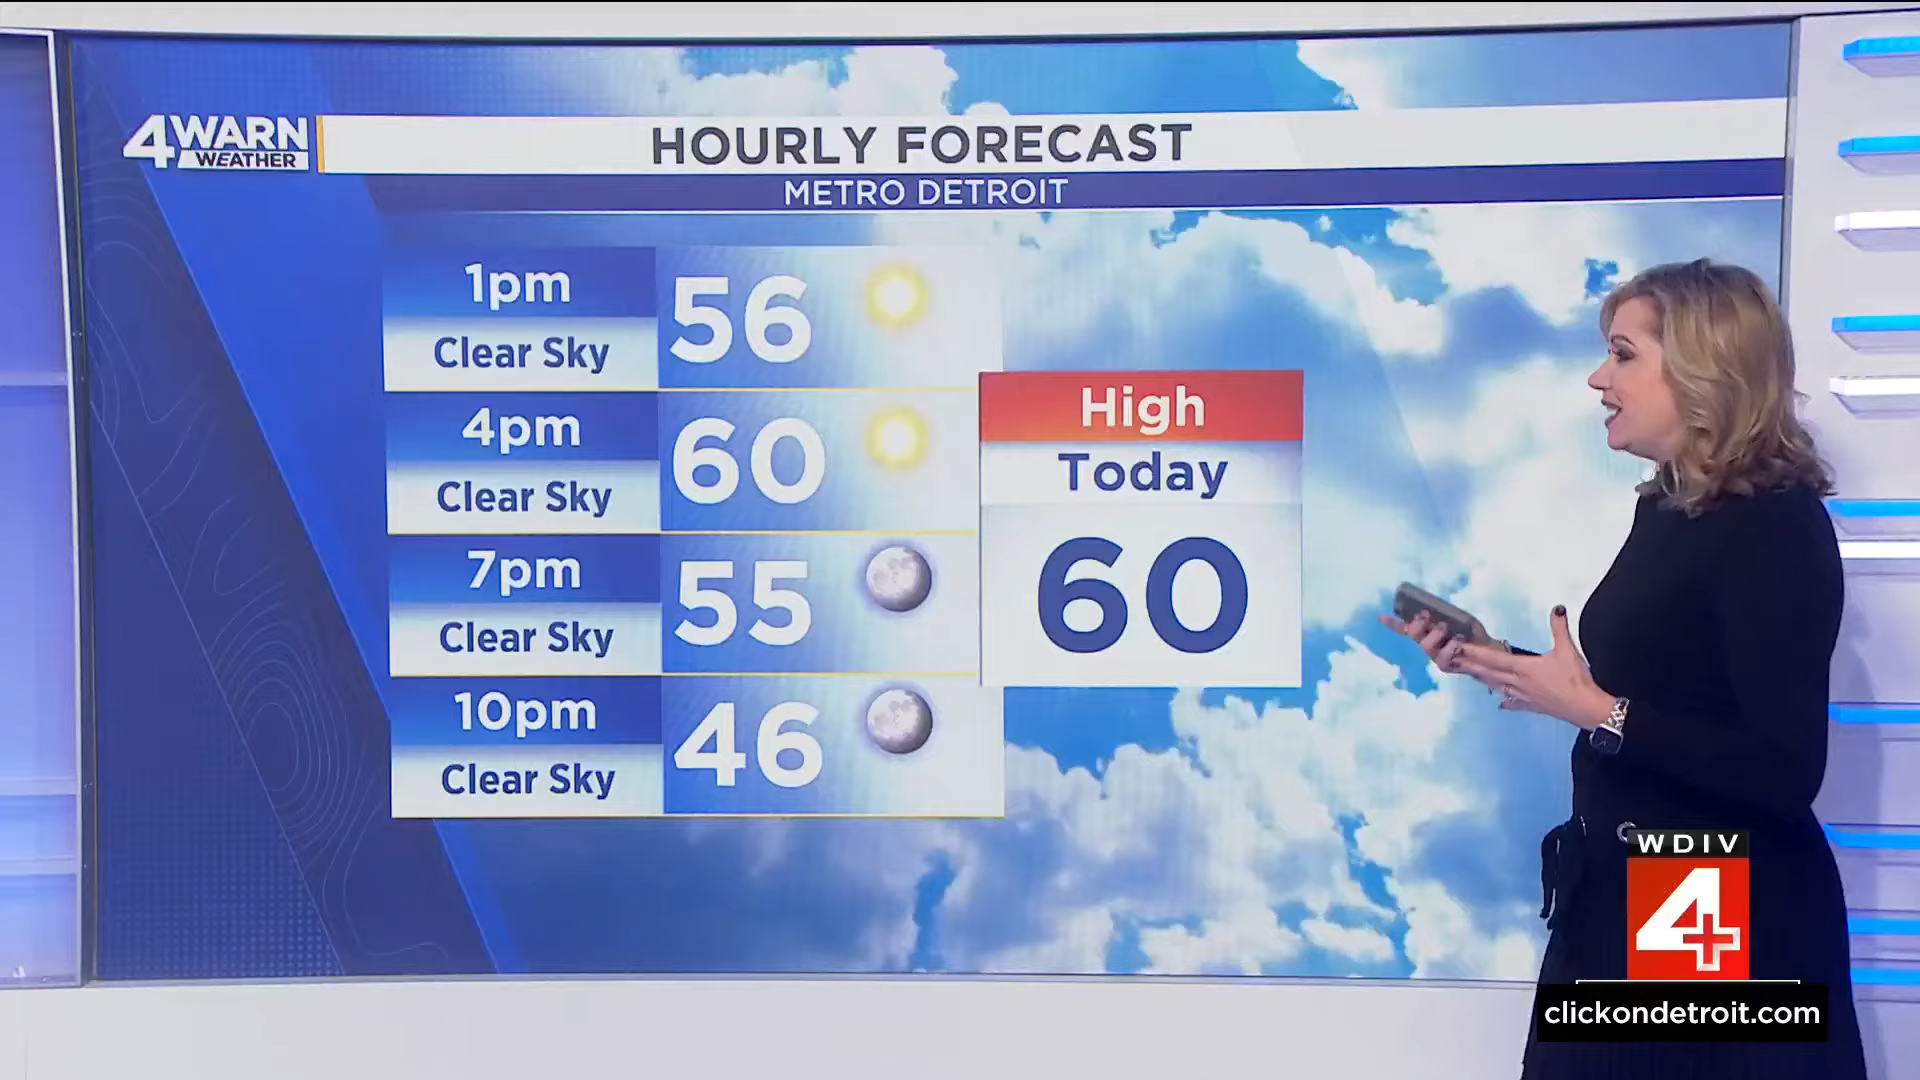 4WARN
WEATHER
HOURLY FORECAST
METRO DETROIT
1pm
Clear Sky
56
4pm
Clear Sky
60
7pm
Clear Sky
55
10pm
Clear Sky
46
High
Today
60
WDIV
4+
clickondetroit.com